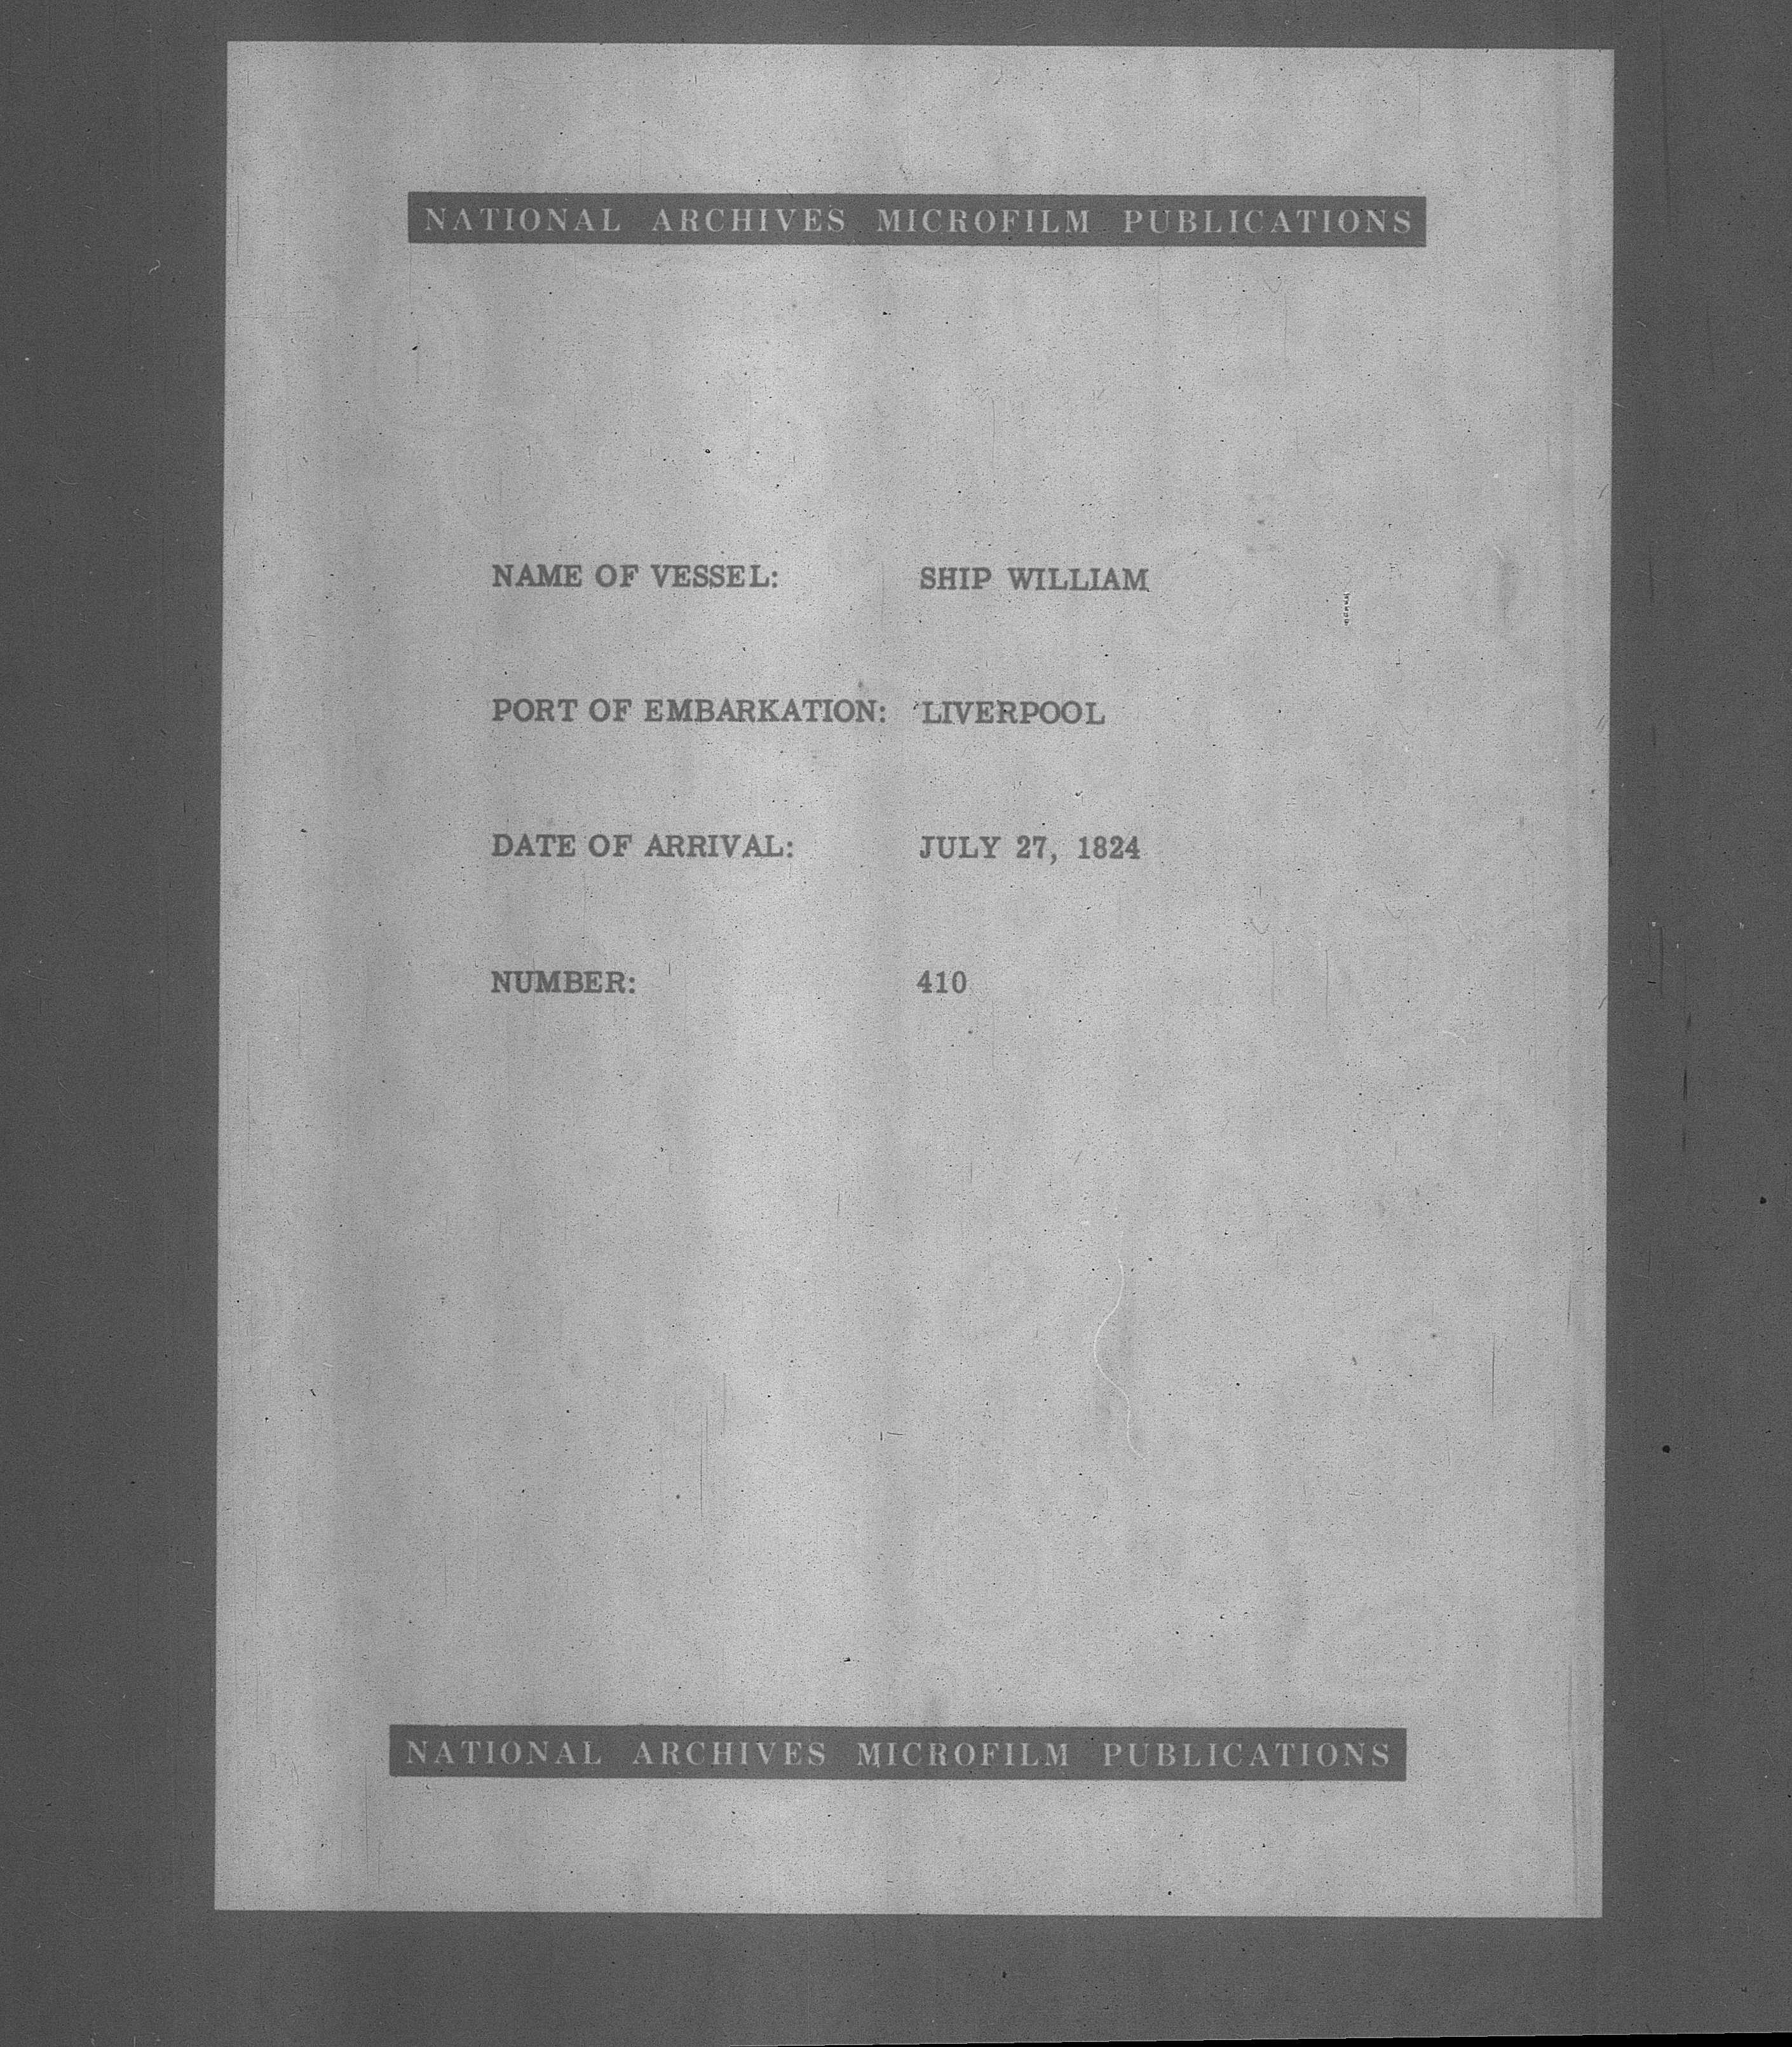 NATIONAL ARCHIVES MICROFILM PUBLICATIONS
NAME OF VESSEL: SHIP WILLIAM
PORT OF EMBARKATION: LIVERPOOL
DATE OF ARRIVAL: JULY 27, 1824
NUMBER: 410
NATIONAL ARCHIVES MICROFILM PUBLICATIONS